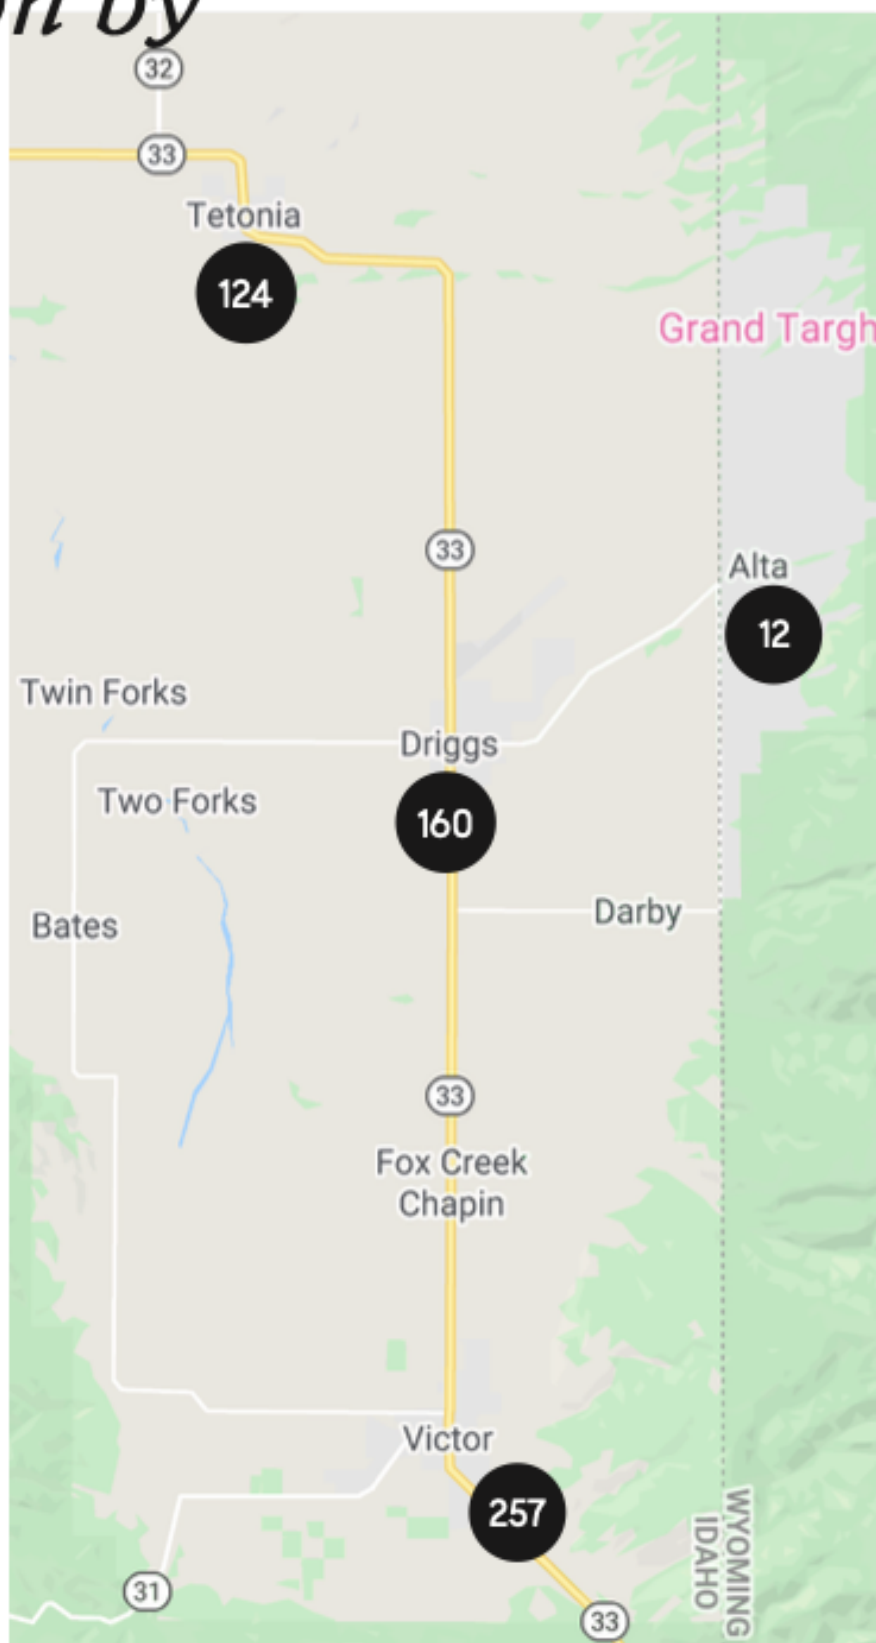 by
32
33
Tetonia
124
Grand Targh
33
Alta
12
Twin Forks
Driggs
Two Forks
160
Bates
Darby
33
Fox Creek
Chapin
Victor
257
WYOMING
IDAHO
31
33